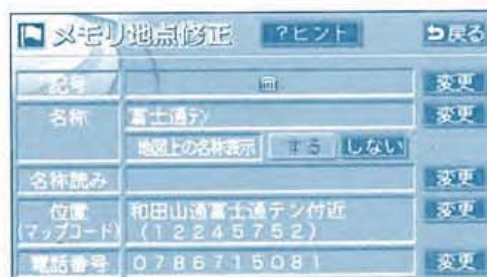 メモリ地点修正 ?ヒント 戻る
記号 変更
名称 富士通テン 変更
地図上の名称表示 する しない
名称読み 変更
位置 和田山通富士通テン付近 変更
(マップコード) (12245752)
電話番号 0786715081 変更